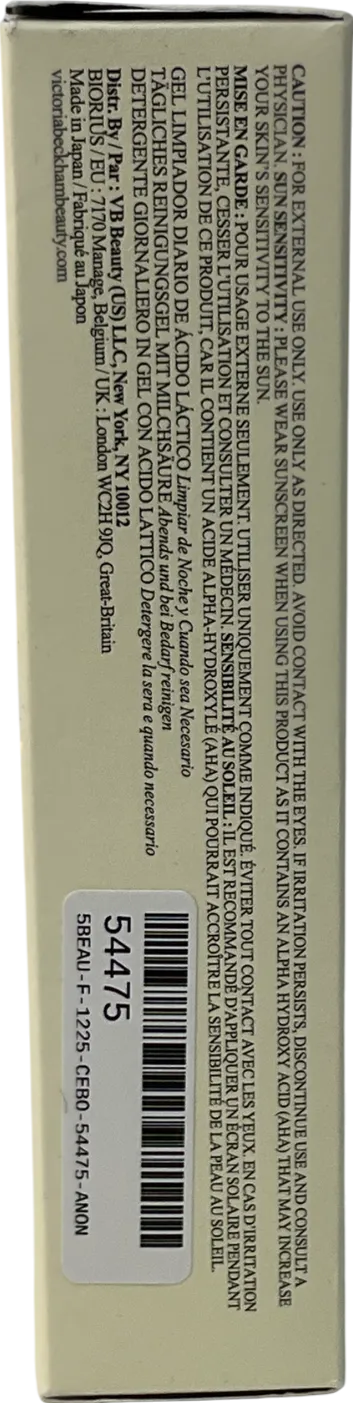 CAUTION : FOR EXTERNAL USE ONLY. USE ONLY AS DIRECTED. AVOID CONTACT WITH THE EYES. IF IRRITATION PERSISTS, DISCONTINUE USE AND CONSULT A
PHYSICIAN. SUN SENSITIVITY : PLEASE WEAR SUNSCREEN WHEN USING THIS PRODUCT AS IT CONTAINS AN ALPHA HYDROXY ACID (AHA) THAT MAY INCREASE
YOUR SKIN'S SENSITIVITY TO THE SUN.
MISE EN GARDE : POUR USAGE EXTERNE SEULEMENT. UTILISER UNIQUEMENT COMME INDIQUÉ. ÉVITER TOUT CONTACT AVEC LES YEUX. EN CAS D'IRRITATION
PERSISTANTE, CESSER L'UTILISATION ET CONSULTER UN MÉDECIN. SENSIBILITÉ AU SOLEIL : IL EST RECOMMANDÉ D'APPLIQUER UN ÉCRAN SOLAIRE PENDANT
L'UTILISATION DE CE PRODUIT, CAR IL CONTIENT UN ACIDE ALPHA-HYDROXYLÉ (AHA) QUI POURRAIT ACCROÎTRE LA SENSIBILITÉ DE LA PEAU AU SOLEIL.
GEL LIMPIADOR DIARIO DE ÁCIDO LÁCTICO Limpiar de Noche y Cuando sea Necesario
TÄGLICHES REINIGUNGSGEL MIT MILCHSÄURE Abends und bei Bedarf reinigen
DETERGENTE GIORNALIERO IN GEL CON ACIDO LATTICO Detergere la sera e quando necessario
Distr. By / Par : VB Beauty (US) LLC, New York, NY 10012
BIORIUS / EU : 7170 Manage, Belgium / UK : London WC2H 9JQ, Great-Britain
Made in Japan / Fabriqué au Japon
victoriabeckhambeauty.com
54475
5BEAU-F-1225-CEB0-54475-ANON